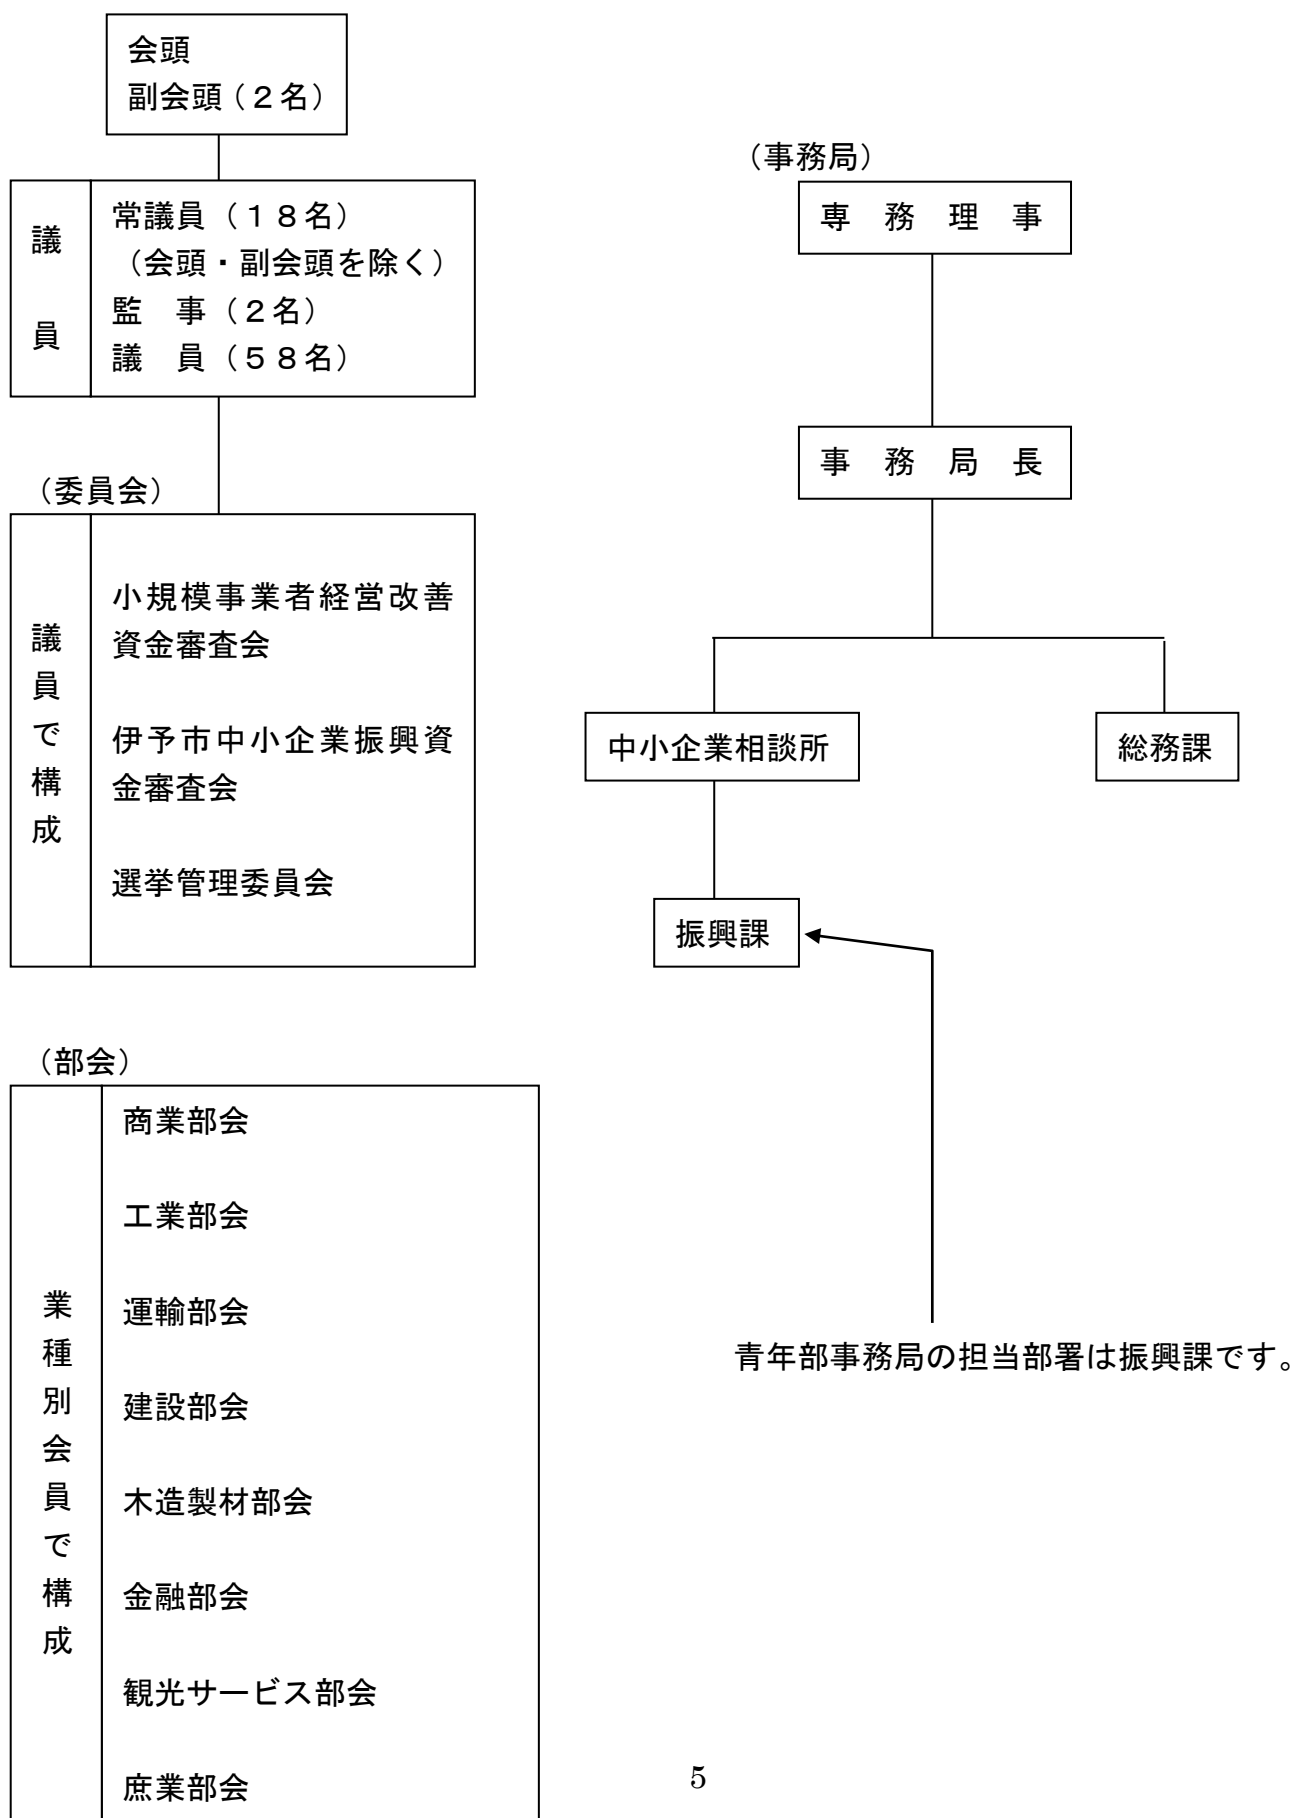 会頭
副会頭（２名）
議員
常議員（１８名）
（会頭・副会頭を除く）
監　事（２名）
議　員（５８名）
（委員会）
議員で構成
小規模事業者経営改善
資金審査会
伊予市中小企業振興資
金審査会
選挙管理委員会
（部会）
業種別会員で構成
商業部会
工業部会
運輸部会
建設部会
木造製材部会
金融部会
観光サービス部会
庶業部会
（事務局）
専　務　理　事
事　務　局　長
中小企業相談所
総務課
振興課
青年部事務局の担当部署は振興課です。
5